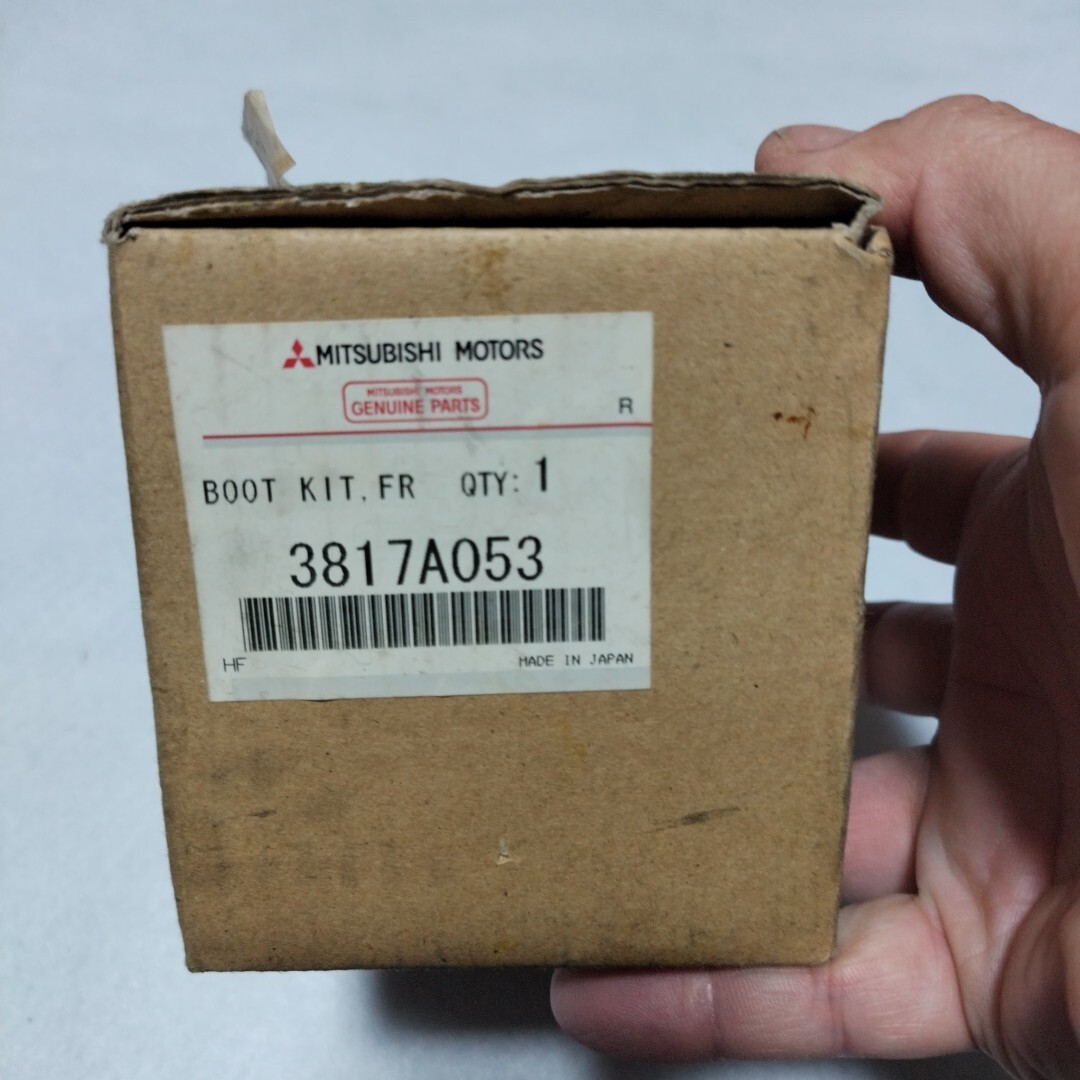 MITSUBISHI MOTORS
MITSUBISHI MOTORS
GENUINE PARTS
R
BOOT KIT,FR QTY: 1
3817A053
HF MADE IN JAPAN